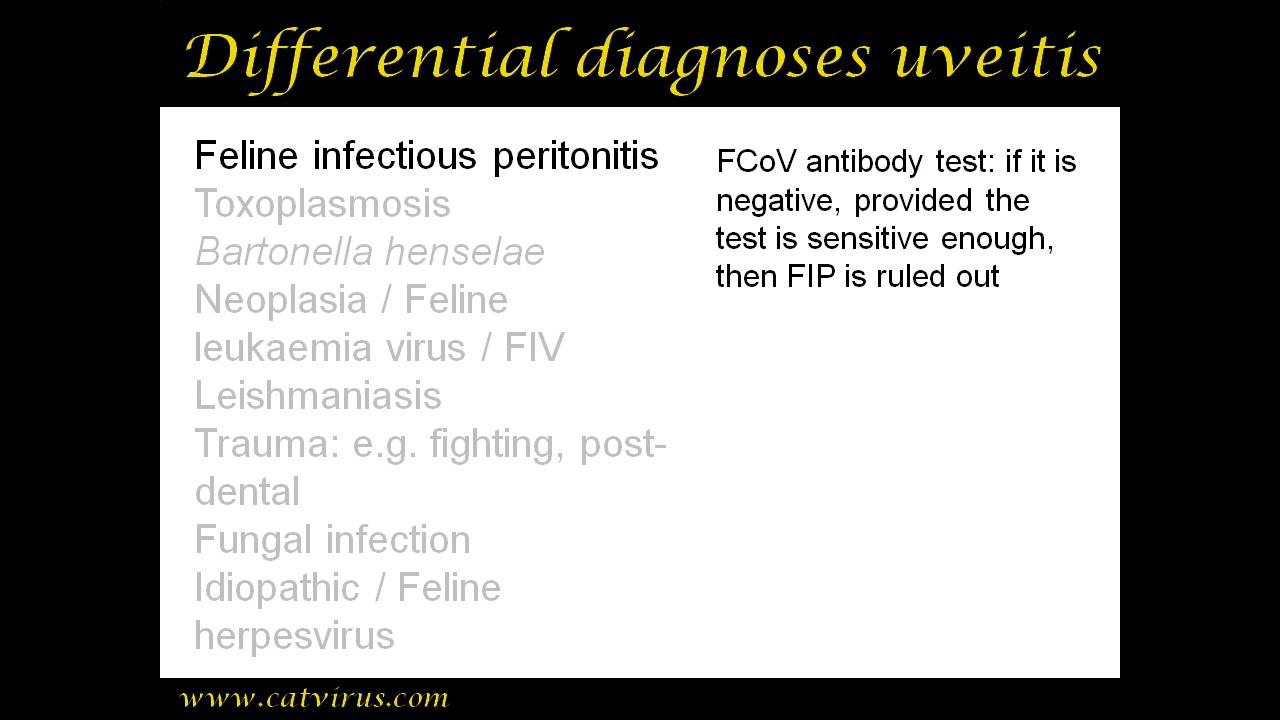 Differential diagnoses uveitis
Feline infectious peritonitis
Toxoplasmosis
Bartonella henselae
Neoplasia / Feline
leukaemia virus / FIV
Leishmaniasis
Trauma: e.g. fighting, post-
dental
Fungal infection
Idiopathic / Feline
herpesvirus
FCoV antibody test: if it is
negative, provided the
test is sensitive enough,
then FIP is ruled out
www.catvirus.com